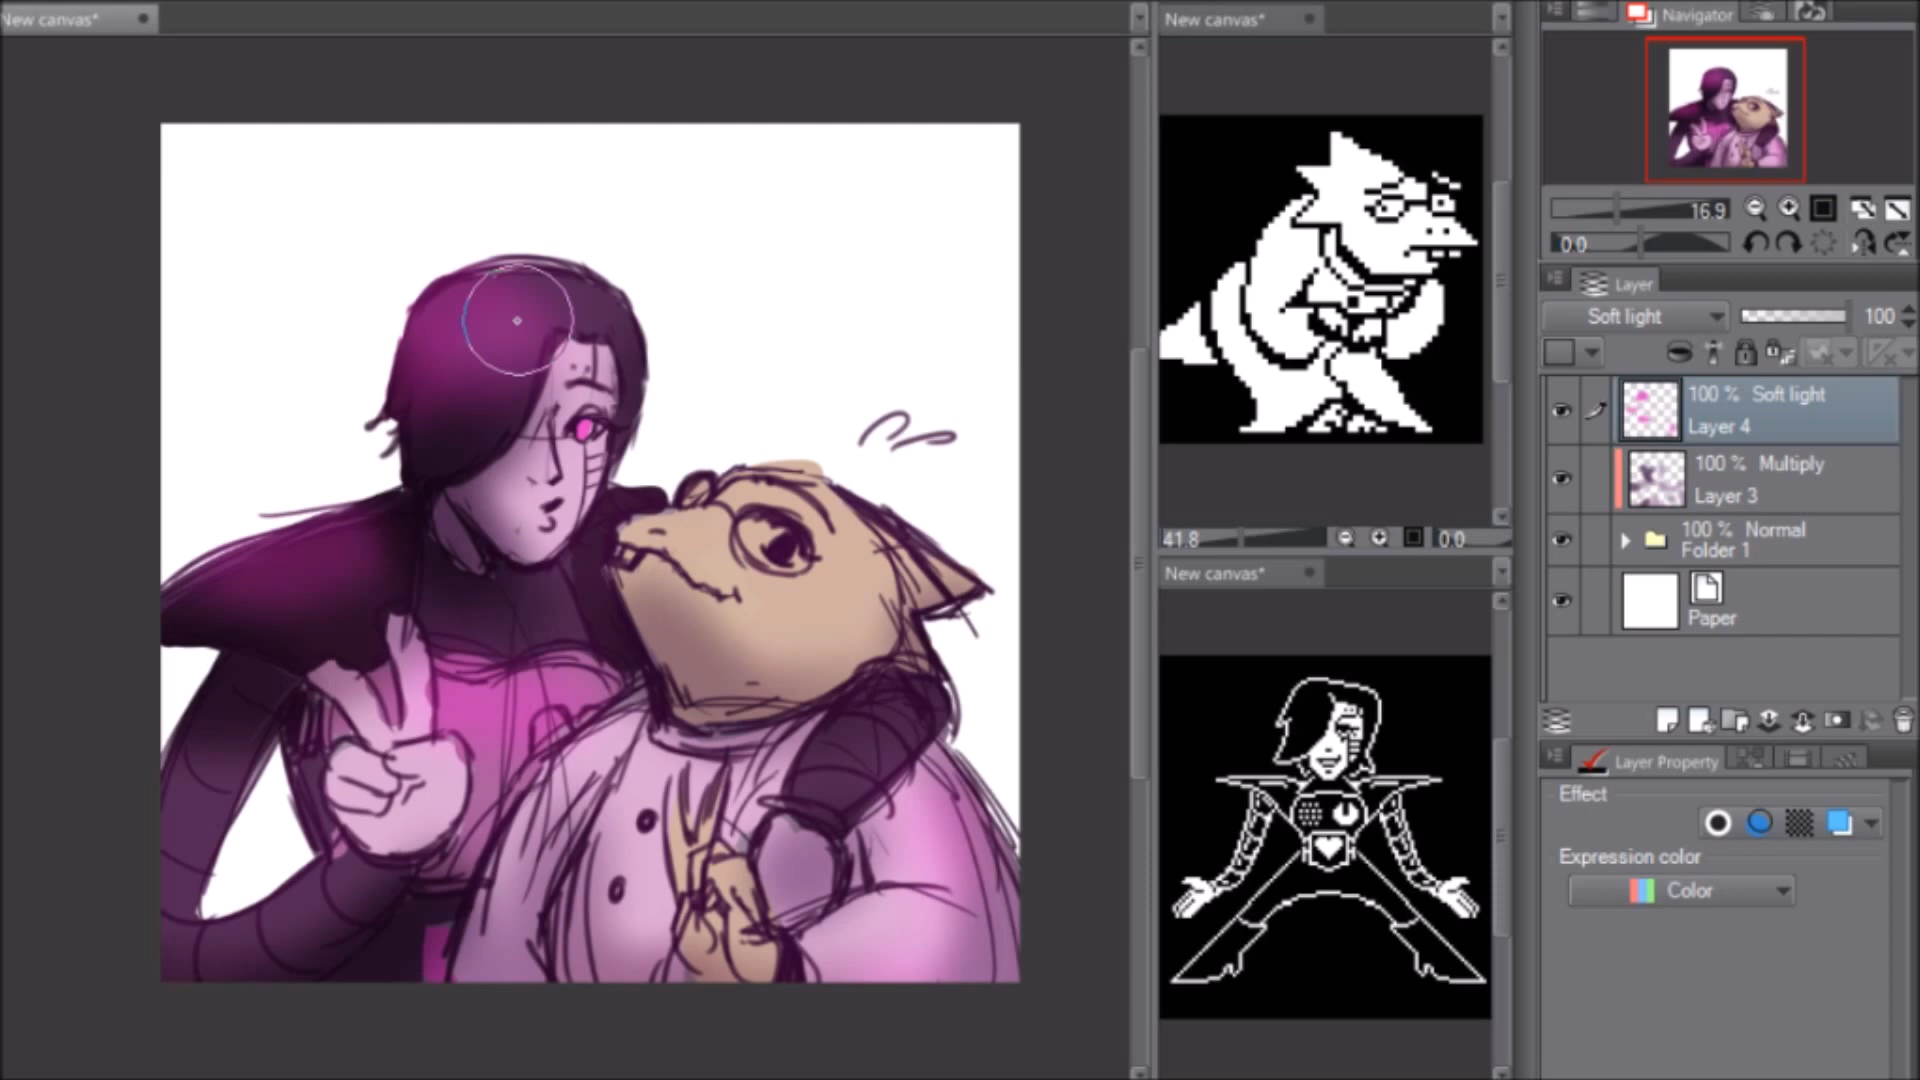 New canvas*
New canvas*
Navigator
16.9
0.0
Layer
Soft light
100
100 % Soft light
Layer 4
100 % Multiply
Layer 3
100 % Normal
Folder 1
Paper
41.8
0.0
New canvas*
Layer Property
Effect
Expression color
Color